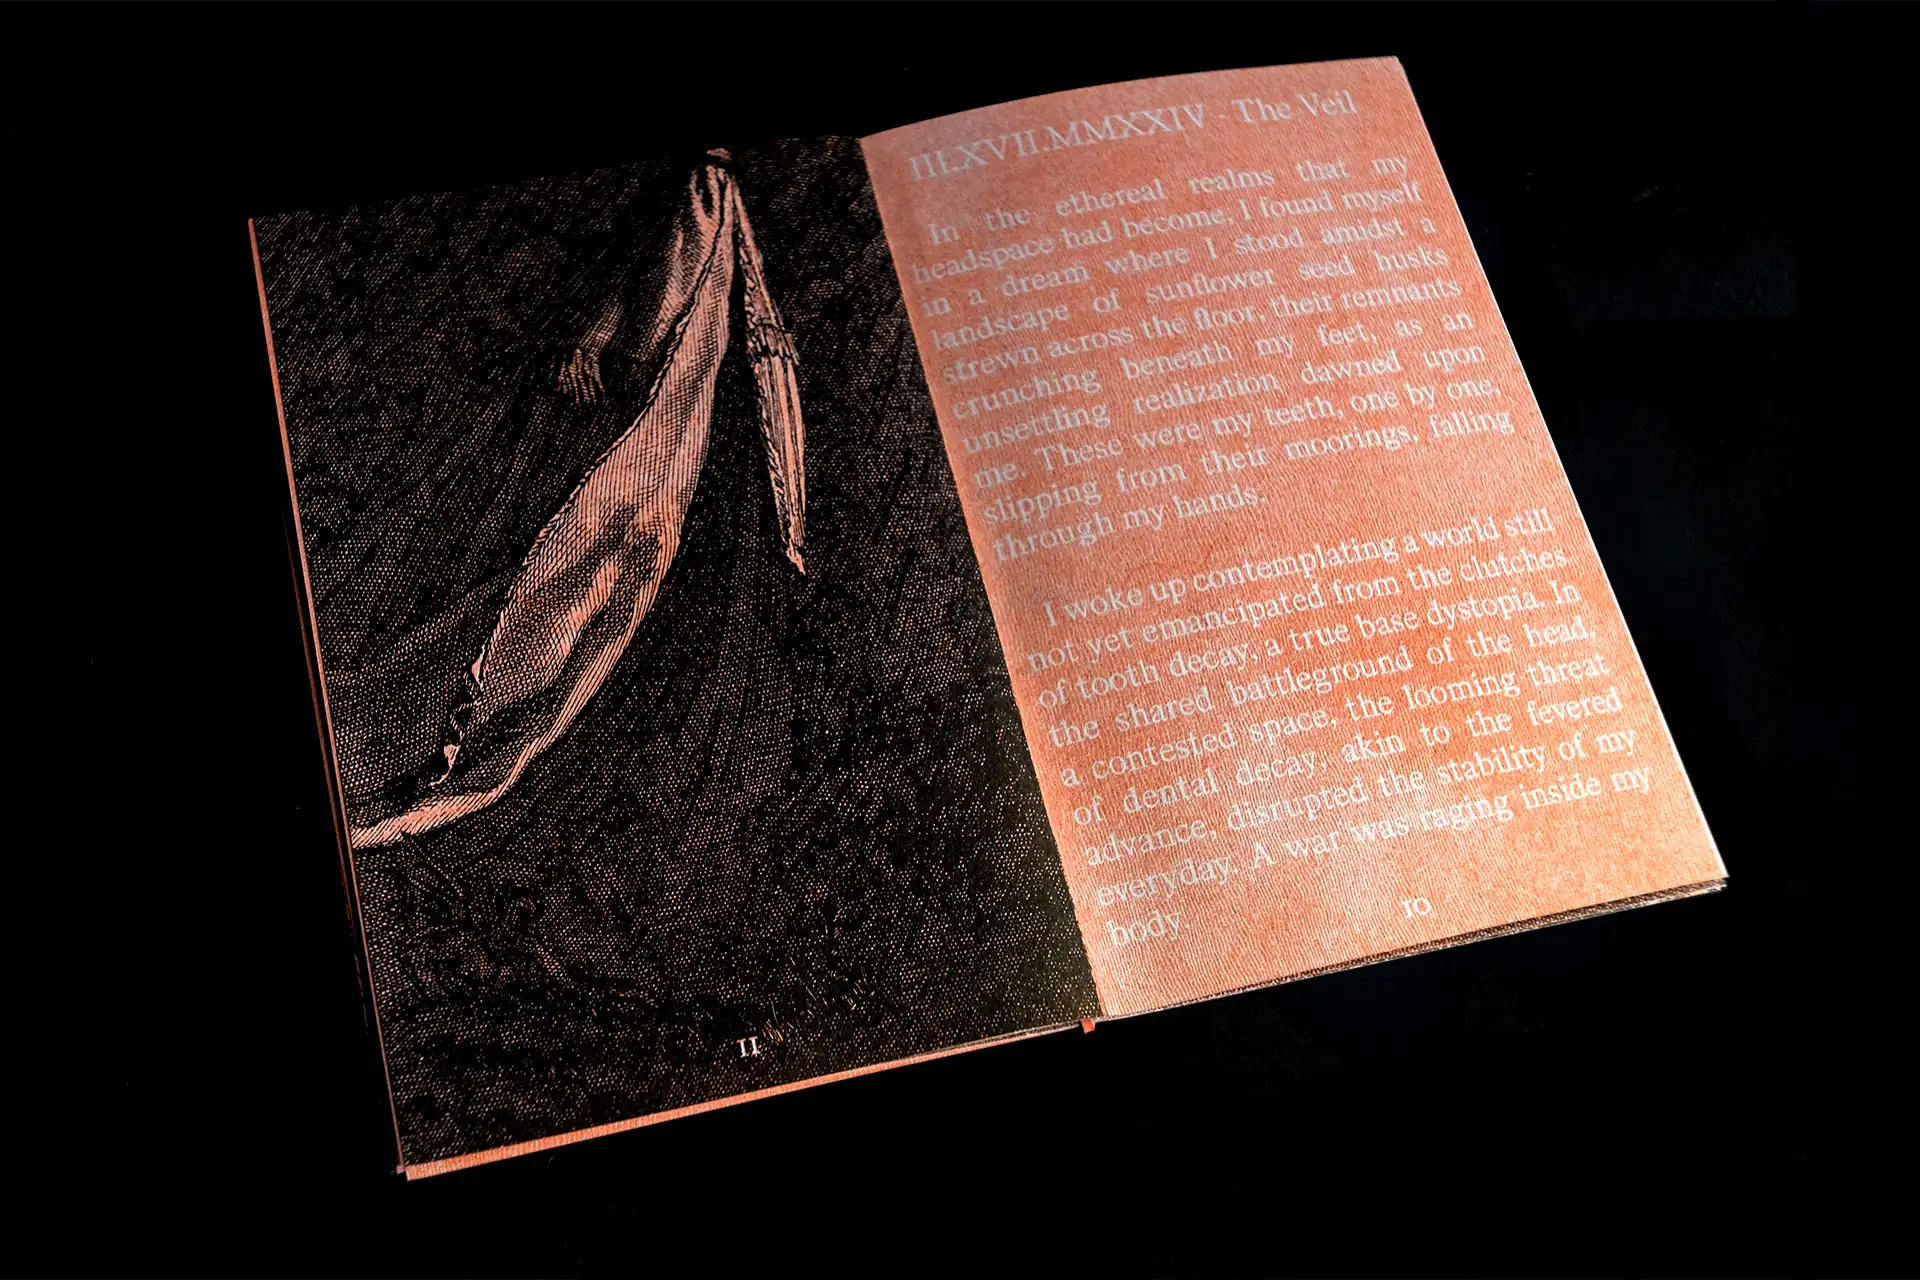 III.XVII.MMXXIV · The Veil
In the ethereal realms that my
headspace had become, I found myself
in a dream where I stood amidst a
landscape of sunflower seed husks
strewn across the floor, their remnants
crunching beneath my feet, as an
unsettling realization dawned upon
me. These were my teeth, one by one,
slipping from their moorings, falling
through my hands.
I woke up contemplating a world still
not yet emancipated from the clutches
of tooth decay, a true base dystopia. In
the shared battleground of the head,
a contested space, the looming threat
of dental decay, akin to the fevered
advance, disrupted the stability of my
everyday. A war was raging inside my
body.
10
11